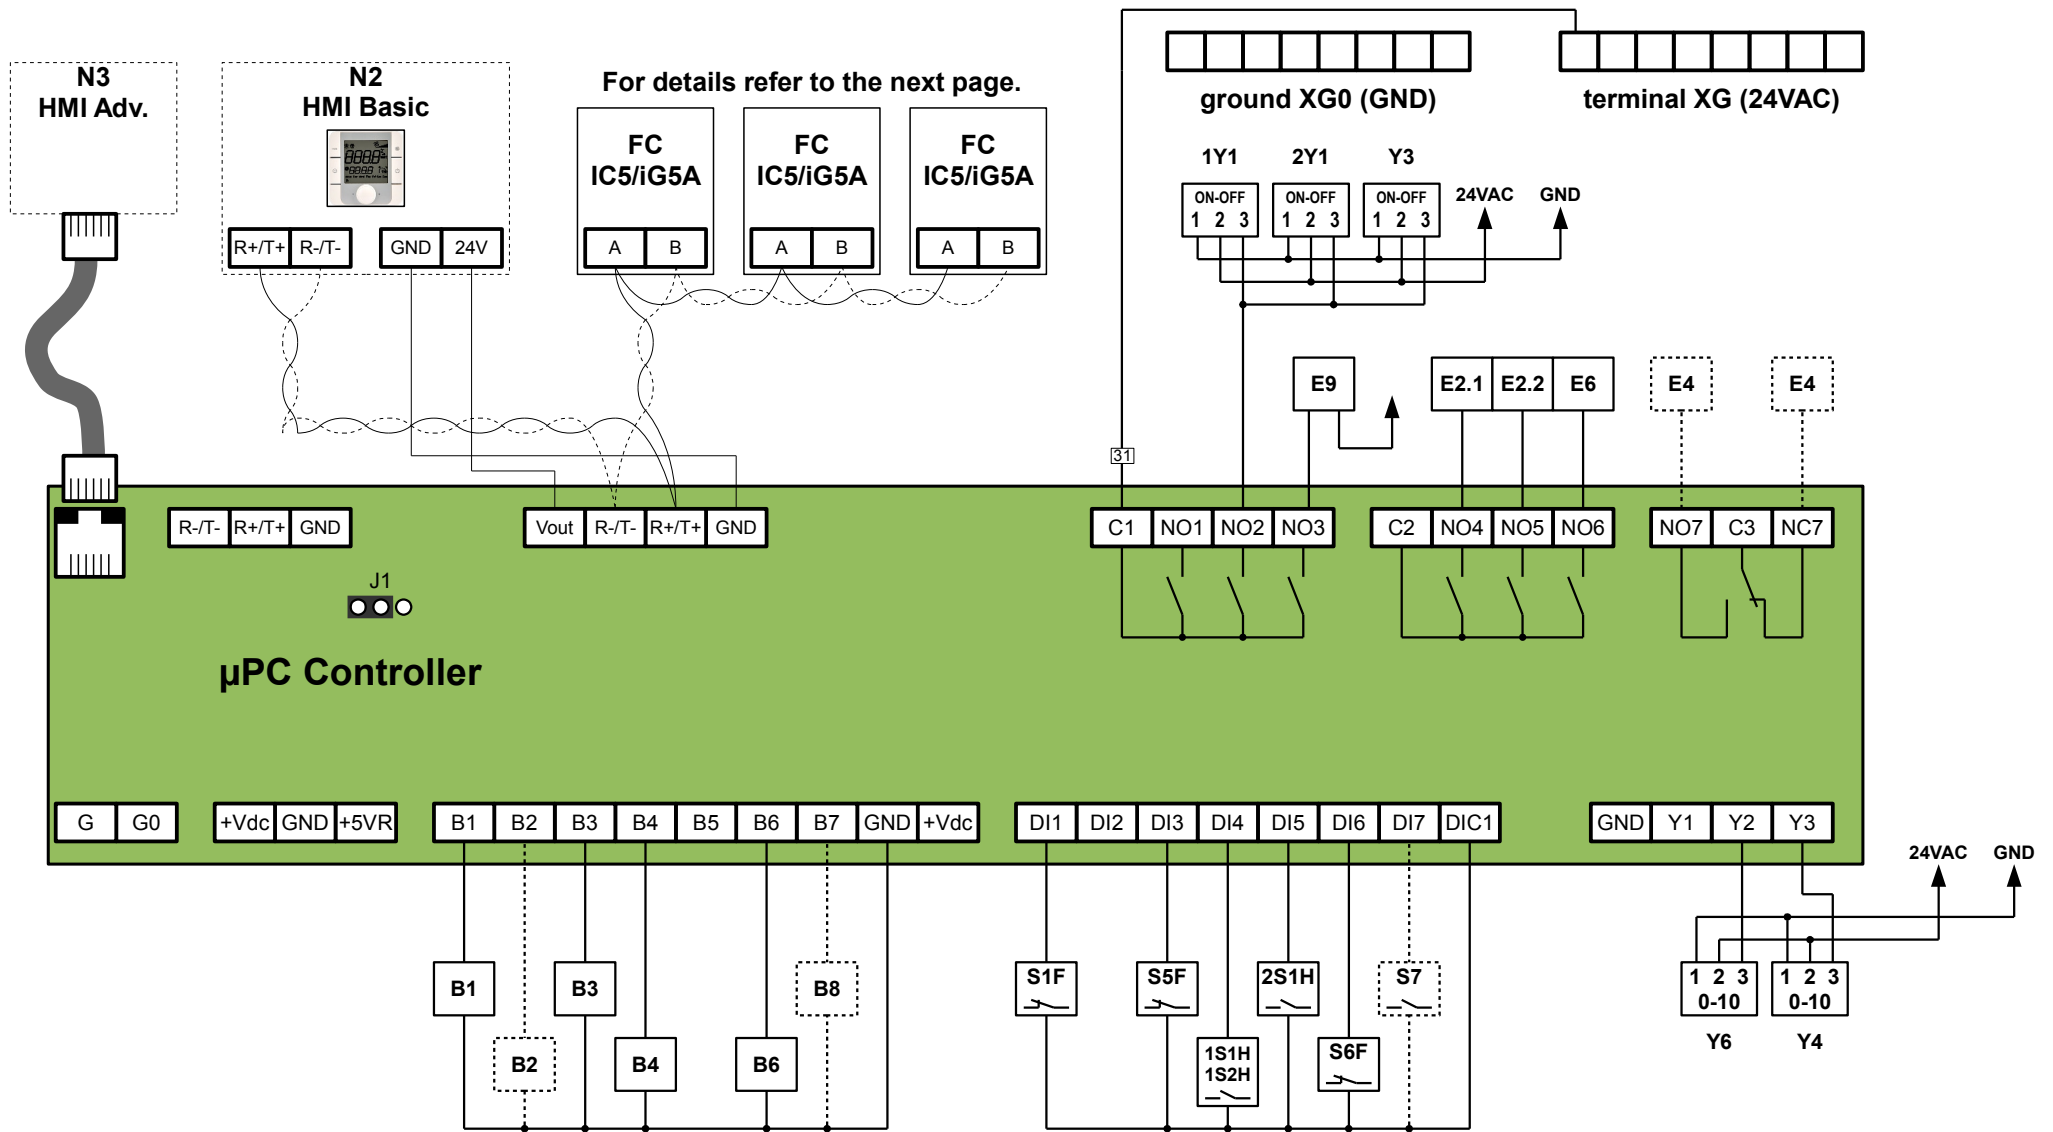 N3
HMI Adv.
N2
HMI Basic
For details refer to the next page.
ground XG0 (GND)
terminal XG (24VAC)
FC
IC5/iG5A
FC
IC5/iG5A
FC
IC5/iG5A
1Y1 2Y1 Y3
ON-OFF ON-OFF ON-OFF
1 2 3 1 2 3 1 2 3
24VAC GND
R+/T+ R-/T- GND 24V
A B A B A B
E9 E2.1 E2.2 E6 E4 E4
31
R-/T- R+/T+ GND
Vout R-/T- R+/T+ GND
C1 NO1 NO2 NO3
C2 NO4 NO5 NO6
NO7 C3 NC7
J1
µPC Controller
G G0
+Vdc GND +5VR
B1 B2 B3 B4 B5 B6 B7 GND +Vdc
DI1 DI2 DI3 DI4 DI5 DI6 DI7 DIC1
GND Y1 Y2 Y3
24VAC GND
B1 B3 B8
S1F S5F 2S1H S7
1 2 3 1 2 3
0-10 0-10
B2 B4 B6
1S1H
1S2H
S6F
Y6 Y4